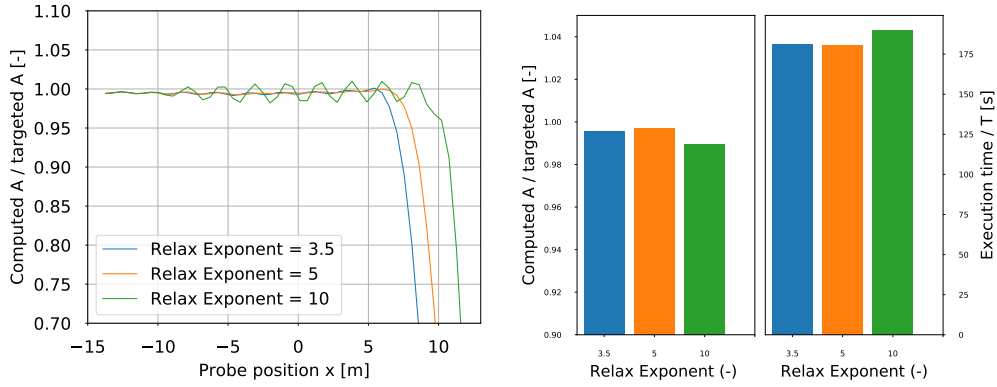 Computed A / targeted A [-]
1.10
1.05
1.00
0.95
0.90
0.85
0.80
0.75
0.70
Relax Exponent = 3.5
Relax Exponent = 5
Relax Exponent = 10
−15 −10 −5 0 5 10
Probe position x [m]
Computed A / targeted A [-]
1.04
1.02
1.00
0.98
0.96
0.94
0.92
0.90
3.5 5 10
Relax Exponent (-)
3.5 5 10
Relax Exponent (-)
175
150
125
100
75
50
25
0
Execution time / T [s]